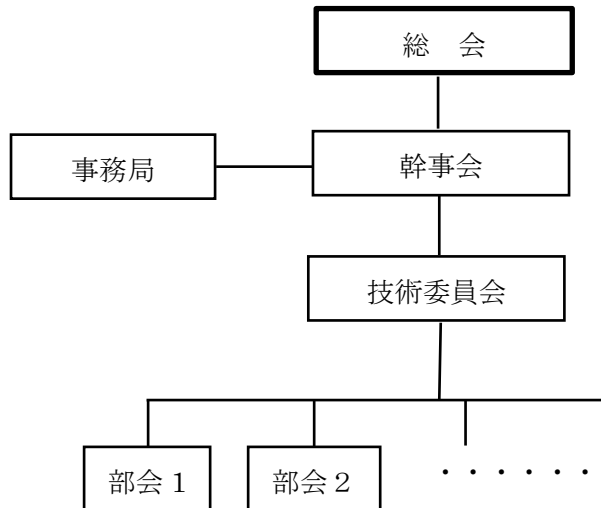 総　会
事務局
幹事会
技術委員会
部会１
部会２
・・・・・・